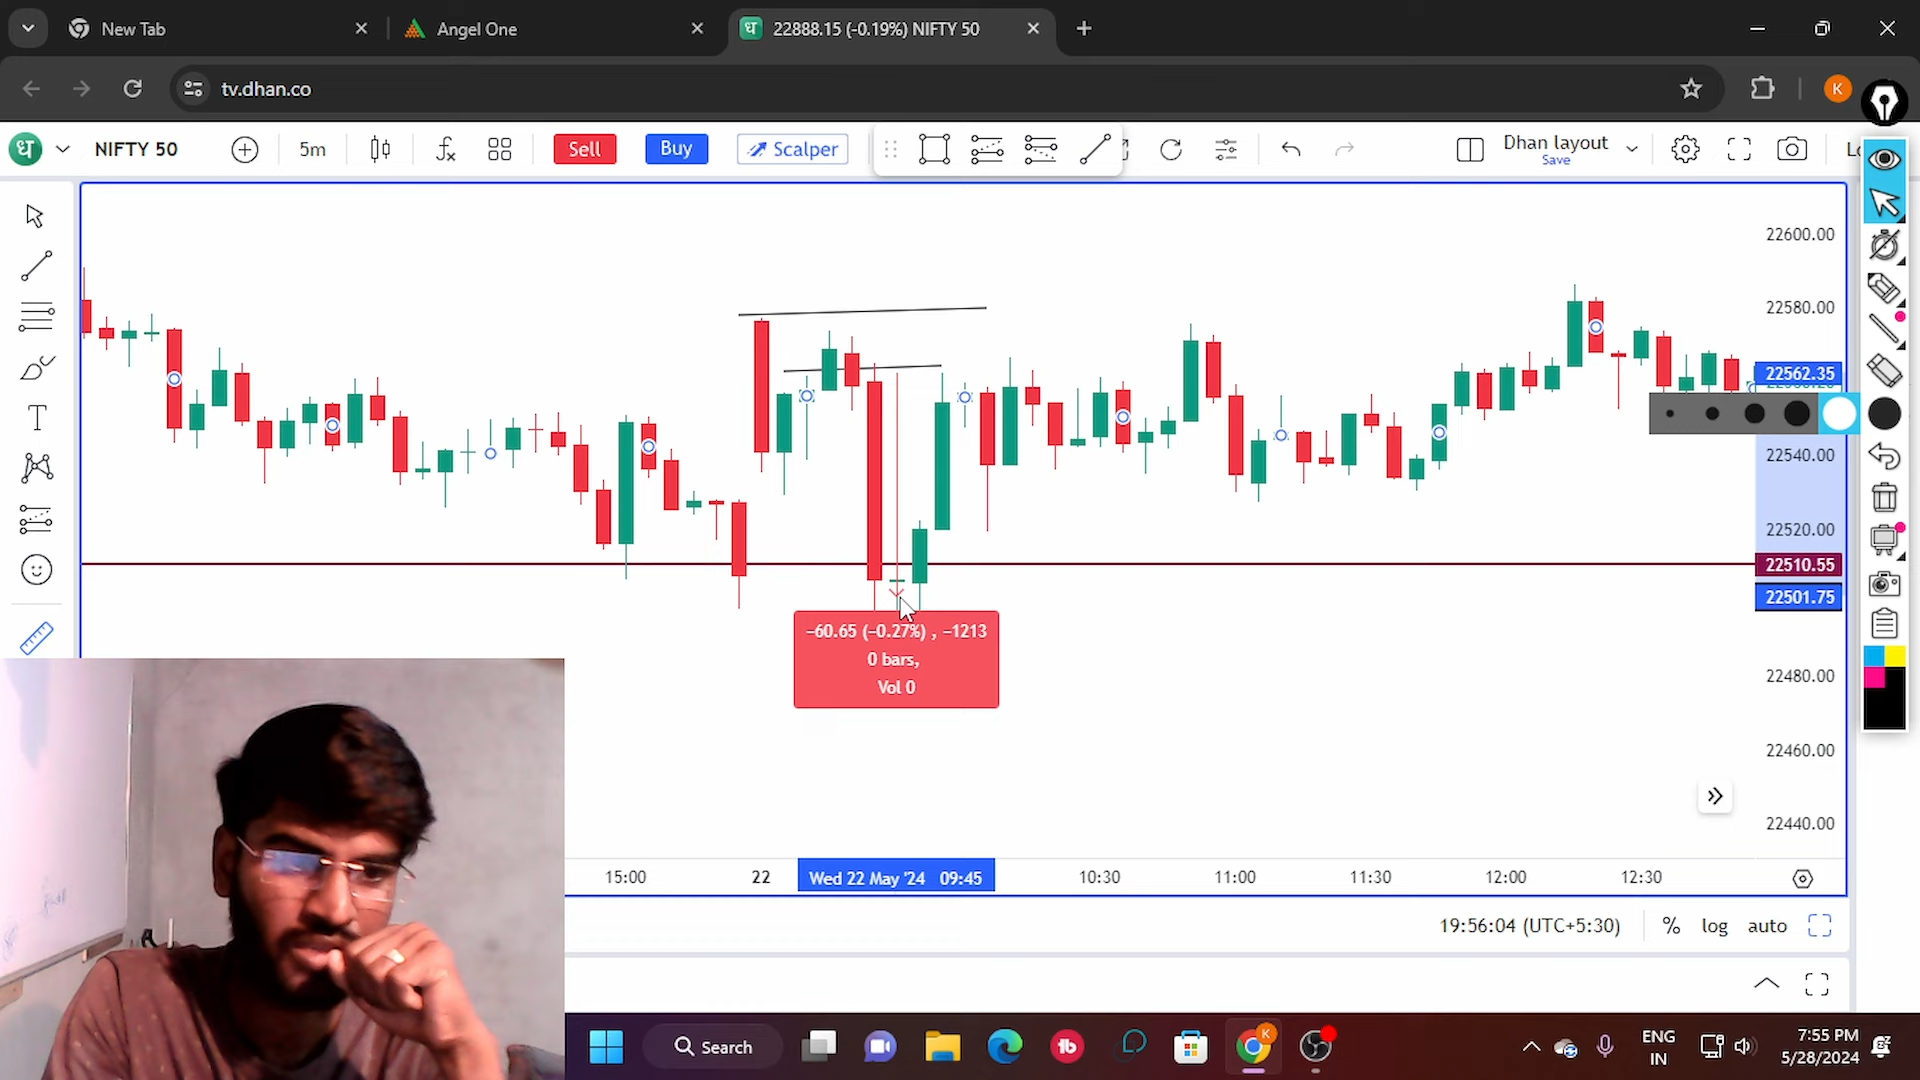 New Tab
Angel One
ध 22888.15 (-0.19%) NIFTY 50
tv.dhan.co
K
ध NIFTY 50
5m
Sell
Buy
Scalper
Dhan layout
Save
22600.00
22580.00
22562.35
22540.00
22520.00
22510.55
22501.75
22480.00
22460.00
22440.00
−60.65 (−0.27%) , −1213
0 bars,
Vol 0
15:00
22
Wed 22 May '24 09:45
10:30
11:00
11:30
12:00
12:30
19:56:04 (UTC+5:30)
%
log
auto
Search
K
ENG
IN
7:55 PM
5/28/2024